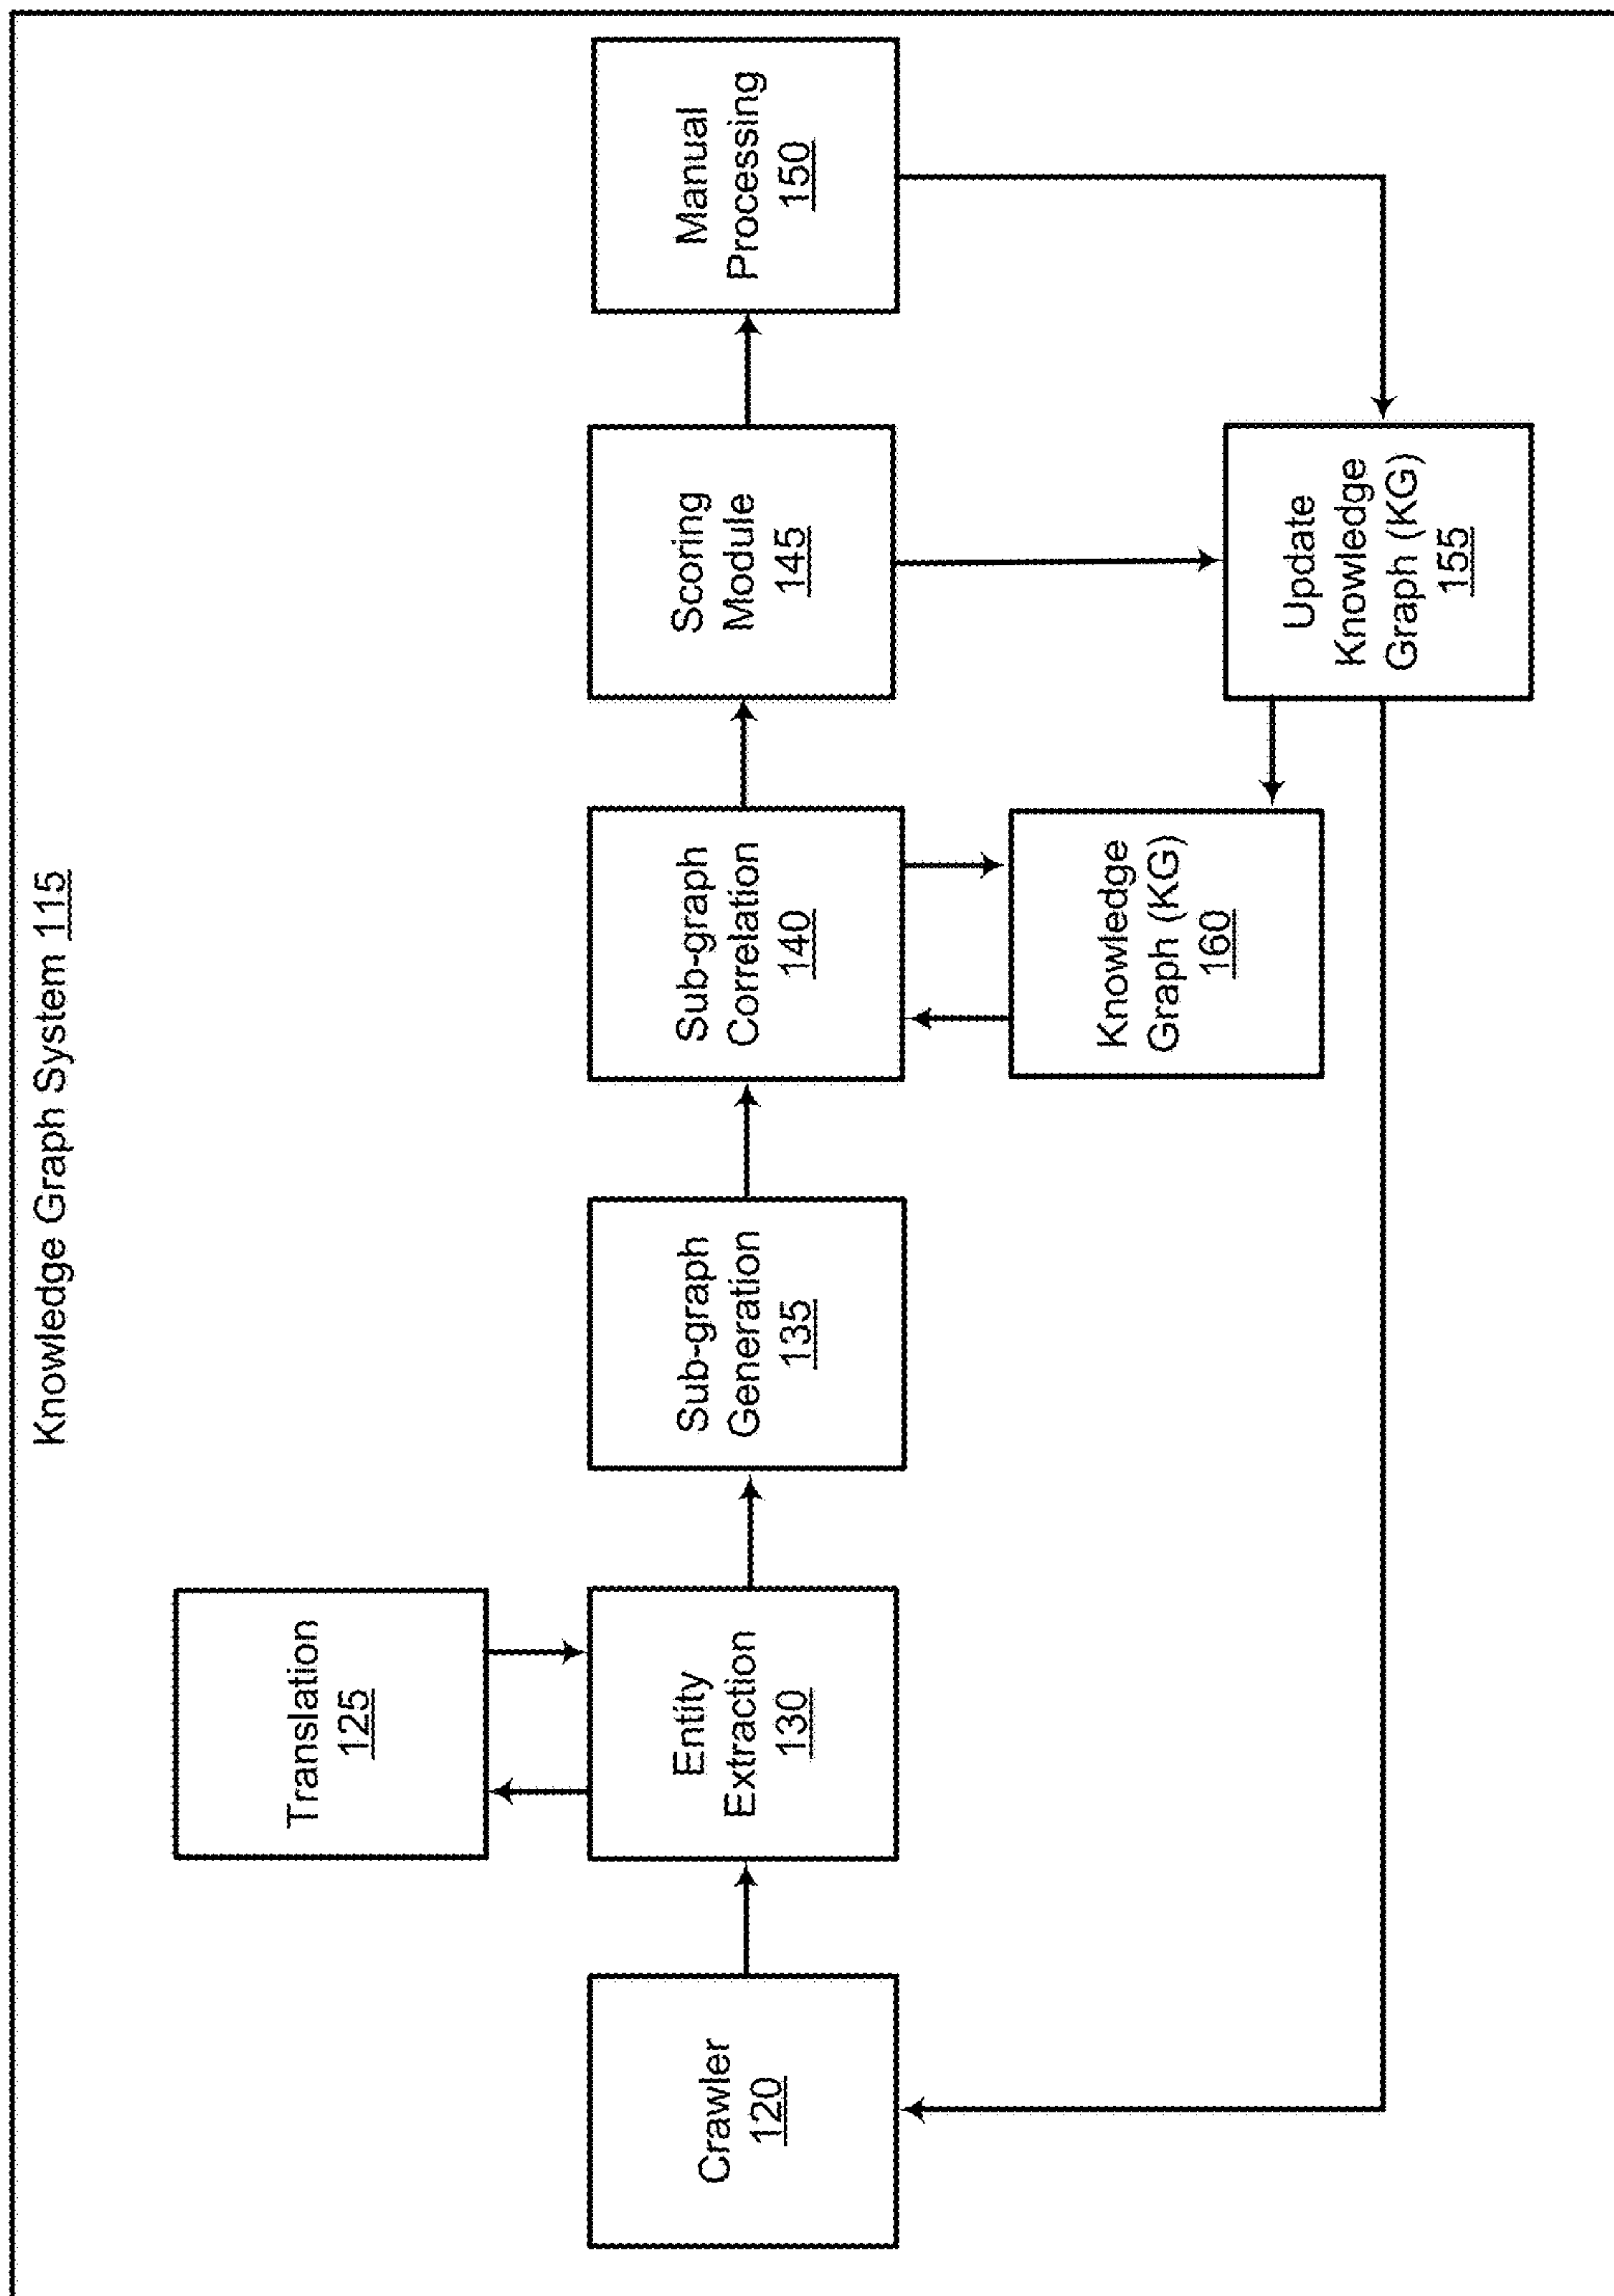 Knowledge Graph System 115
Translation
125
Crawler
120
Entity
Extraction
130
Sub-graph
Generation
135
Sub-graph
Correlation
140
Scoring
Module
145
Manual
Processing
150
Knowledge
Graph (KG)
160
Update
Knowledge
Graph (KG)
155